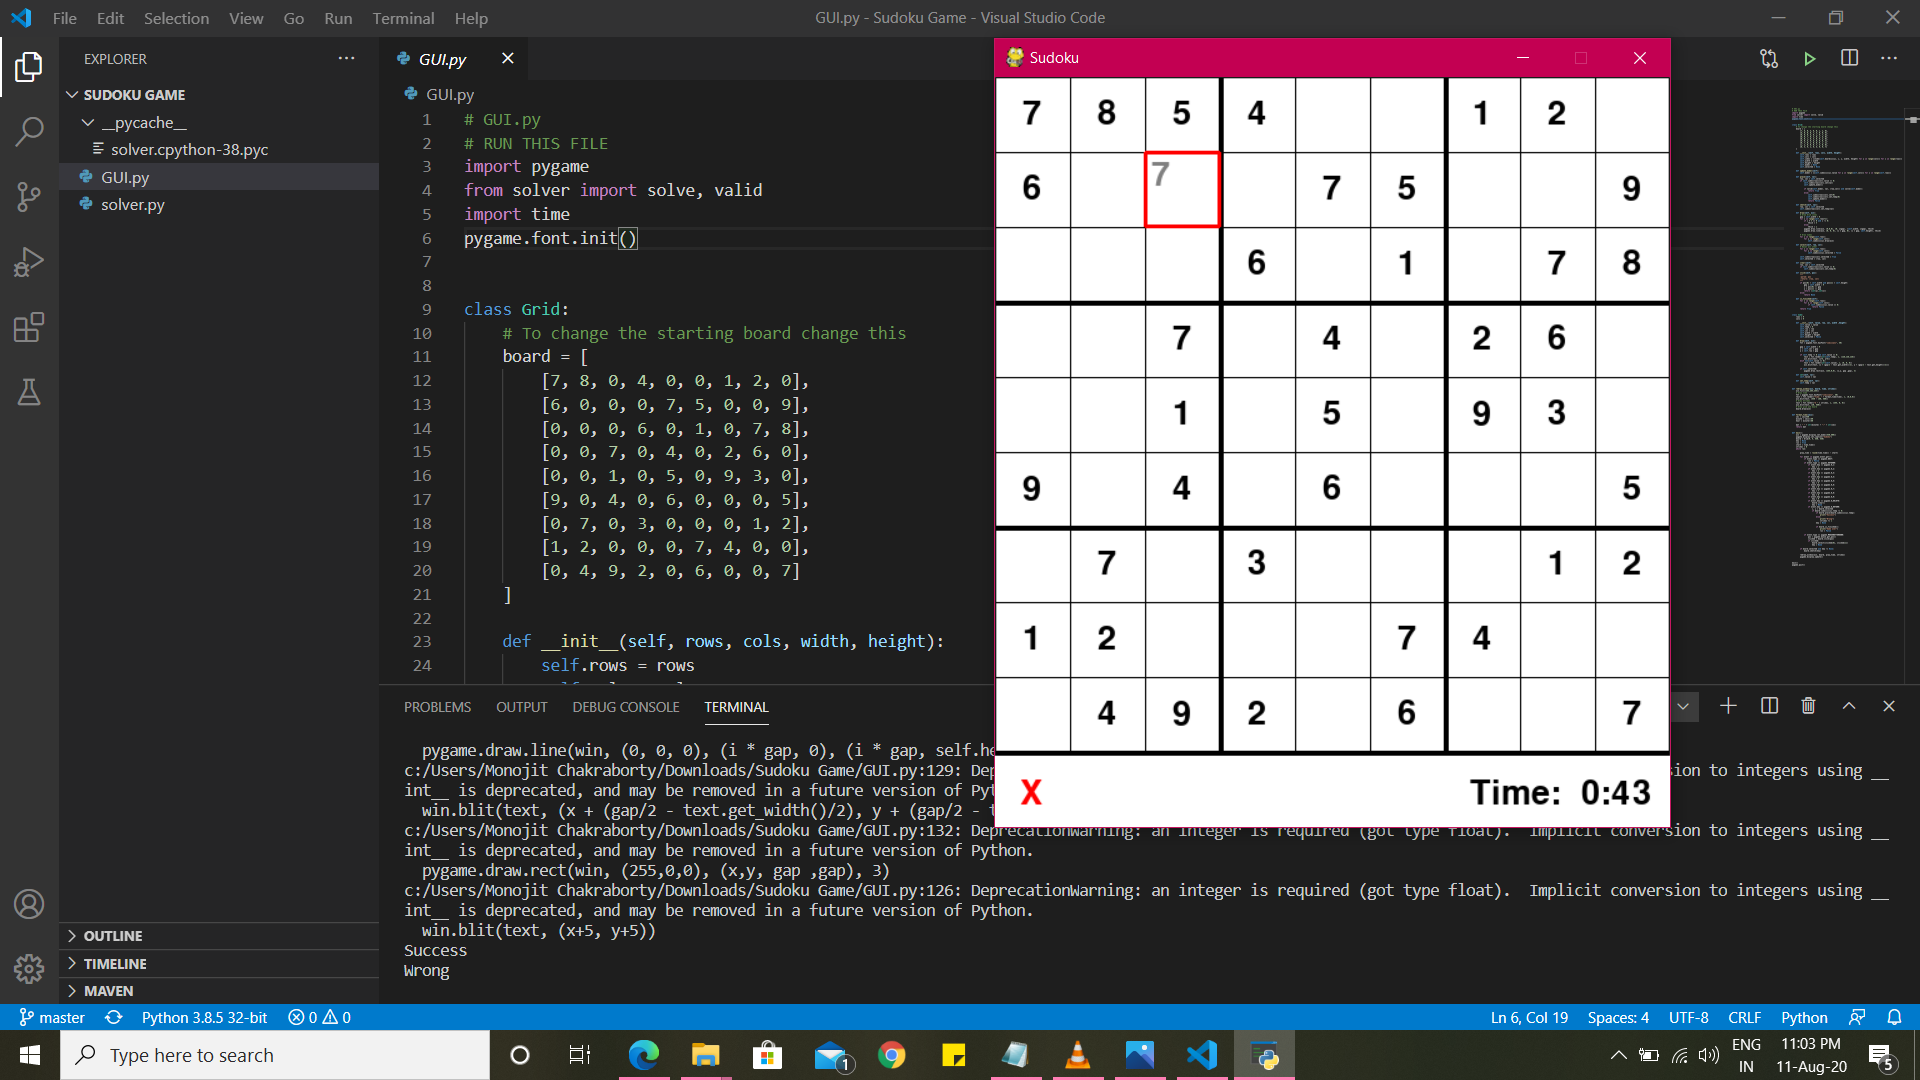 File Edit Selection View Go Run Terminal Help
GUI.py - Sudoku Game - Visual Studio Code
EXPLORER
SUDOKU GAME
__pycache__
solver.cpython-38.pyc
GUI.py
solver.py
OUTLINE
TIMELINE
MAVEN
GUI.py
GUI.py
1 # GUI.py
2 # RUN THIS FILE
3 import pygame
4 from solver import solve, valid
5 import time
6 pygame.font.init()
7
8
9 class Grid:
10 # To change the starting board change this
11 board = [
12 [7, 8, 0, 4, 0, 0, 1, 2, 0],
13 [6, 0, 0, 0, 7, 5, 0, 0, 9],
14 [0, 0, 0, 6, 0, 1, 0, 7, 8],
15 [0, 0, 7, 0, 4, 0, 2, 6, 0],
16 [0, 0, 1, 0, 5, 0, 9, 3, 0],
17 [9, 0, 4, 0, 6, 0, 0, 0, 5],
18 [0, 7, 0, 3, 0, 0, 0, 1, 2],
19 [1, 2, 0, 0, 0, 7, 4, 0, 0],
20 [0, 4, 9, 2, 0, 6, 0, 0, 7]
21 ]
22
23 def __init__(self, rows, cols, width, height):
24 self.rows = rows
Sudoku
7 8 5 4 1 2
6 7 7 5 9
6 1 7 8
7 4 2 6
1 5 9 3
9 4 6 5
7 3 1 2
1 2 7 4
4 9 2 6 7
X Time: 0:43
PROBLEMS OUTPUT DEBUG CONSOLE TERMINAL
pygame.draw.line(win, (0, 0, 0), (i * gap, 0), (i * gap, self.he
c:/Users/Monojit Chakraborty/Downloads/Sudoku Game/GUI.py:129: Dep sion to integers using __
int__ is deprecated, and may be removed in a future version of Pyt
win.blit(text, (x + (gap/2 - text.get_width()/2), y + (gap/2 - t
c:/Users/Monojit Chakraborty/Downloads/Sudoku Game/GUI.py:132: DeprecationWarning: an integer is required (got type float).  Implicit conversion to integers using __
int__ is deprecated, and may be removed in a future version of Python.
pygame.draw.rect(win, (255,0,0), (x,y, gap ,gap), 3)
c:/Users/Monojit Chakraborty/Downloads/Sudoku Game/GUI.py:126: DeprecationWarning: an integer is required (got type float).  Implicit conversion to integers using __
int__ is deprecated, and may be removed in a future version of Python.
win.blit(text, (x+5, y+5))
Success
Wrong
master Python 3.8.5 32-bit 0 0 Ln 6, Col 19 Spaces: 4 UTF-8 CRLF Python
Type here to search
1
ENG
IN
11:03 PM
11-Aug-20
5